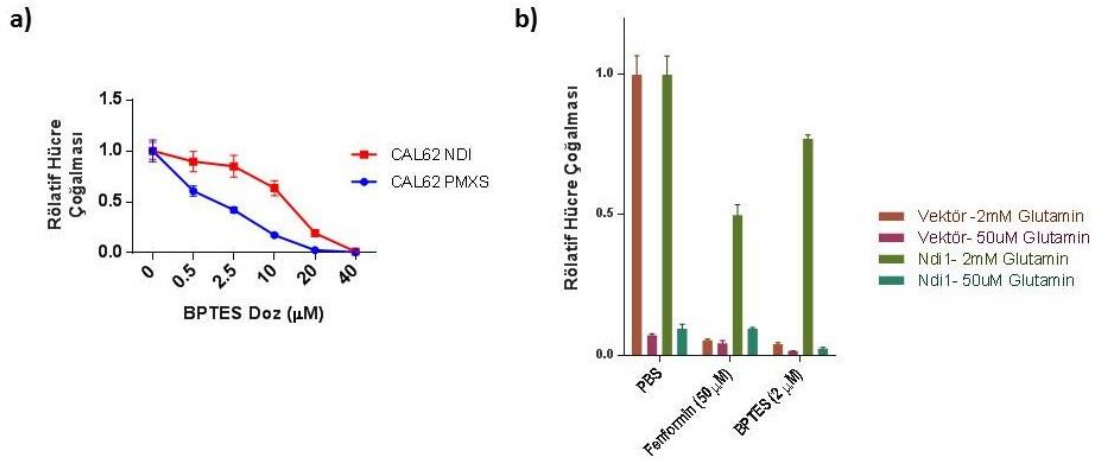 a)
Rölatif Hücre
Çoğalması
1.5
1.0
0.5
0.0
0
0.5
2.5
10
20
40
BPTES Doz (µM)
CAL62 NDI
CAL62 PMXS
b)
Rölatif Hücre Çoğalması
1.0
0.5
0.0
PBS
Fenformin (50 µM)
BPTES (2 µM)
Vektör -2mM Glutamin
Vektör- 50uM Glutamin
Ndi1- 2mM Glutamin
Ndi1- 50uM Glutamin